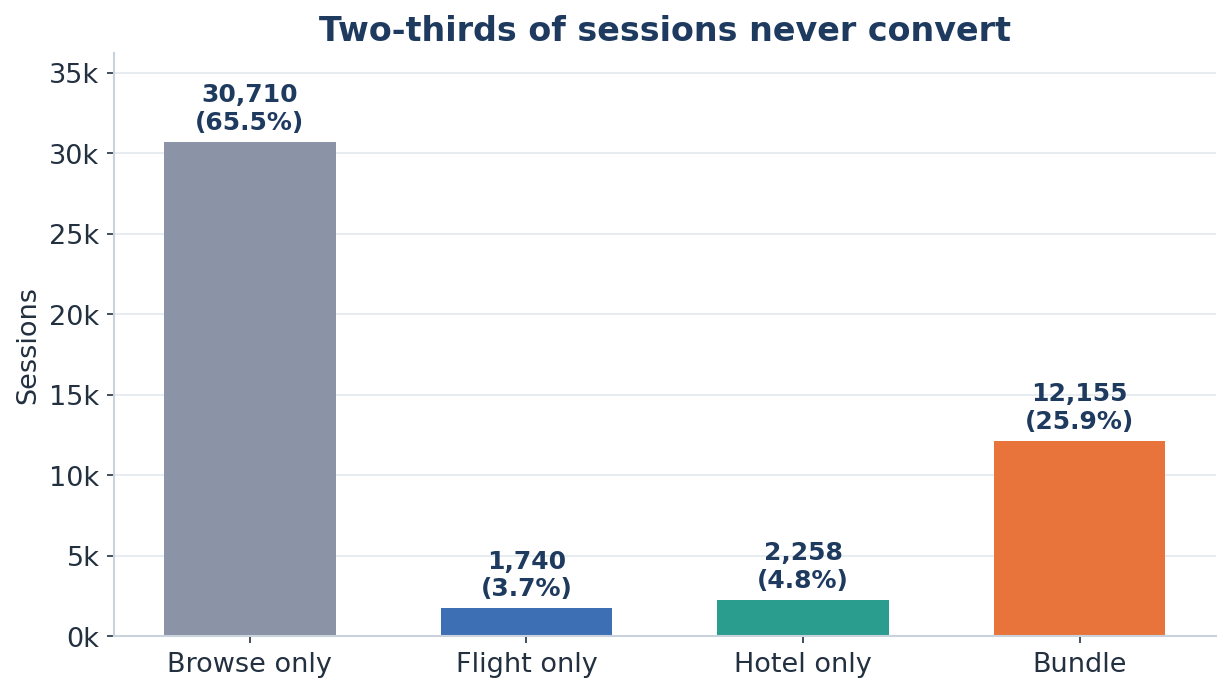 Two-thirds of sessions never convert
Sessions
35k
30k
25k
20k
15k
10k
5k
0k
30,710
(65.5%)
1,740
(3.7%)
2,258
(4.8%)
12,155
(25.9%)
Browse only
Flight only
Hotel only
Bundle